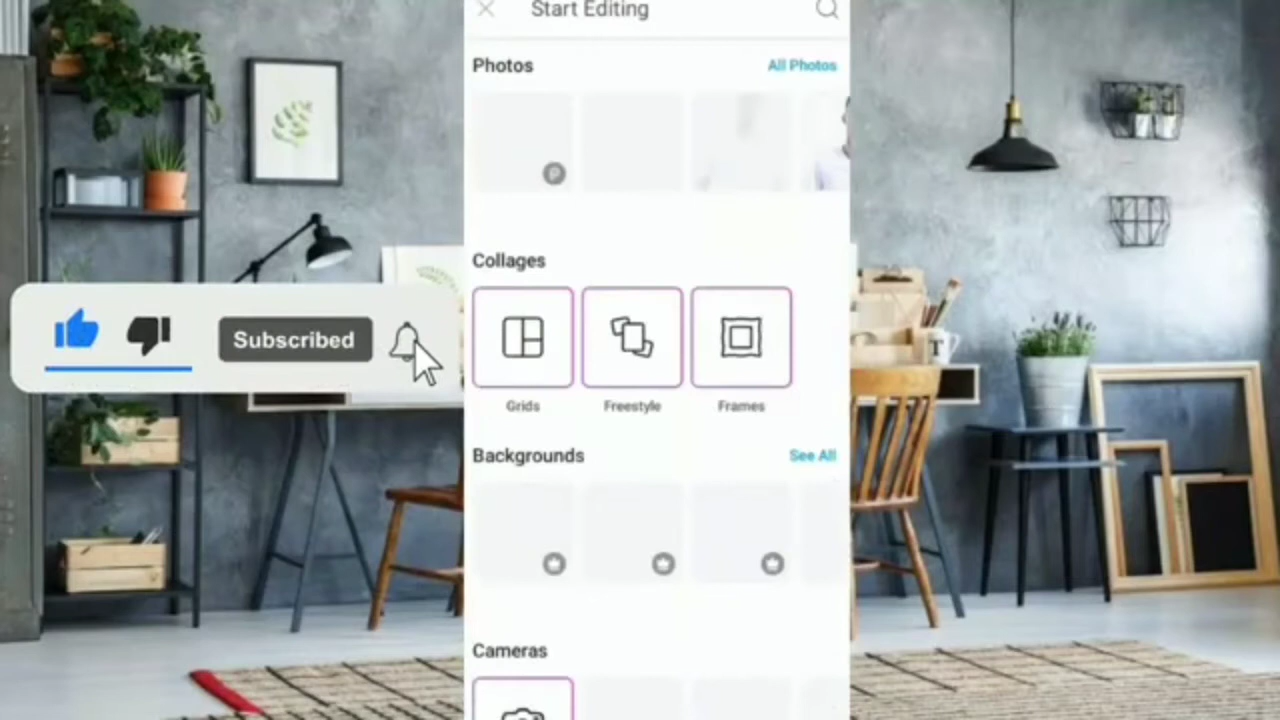 Start Editing
Photos
All Photos
Collages
Subscribed
Grids
Freestyle
Frames
Backgrounds
See All
Cameras
T